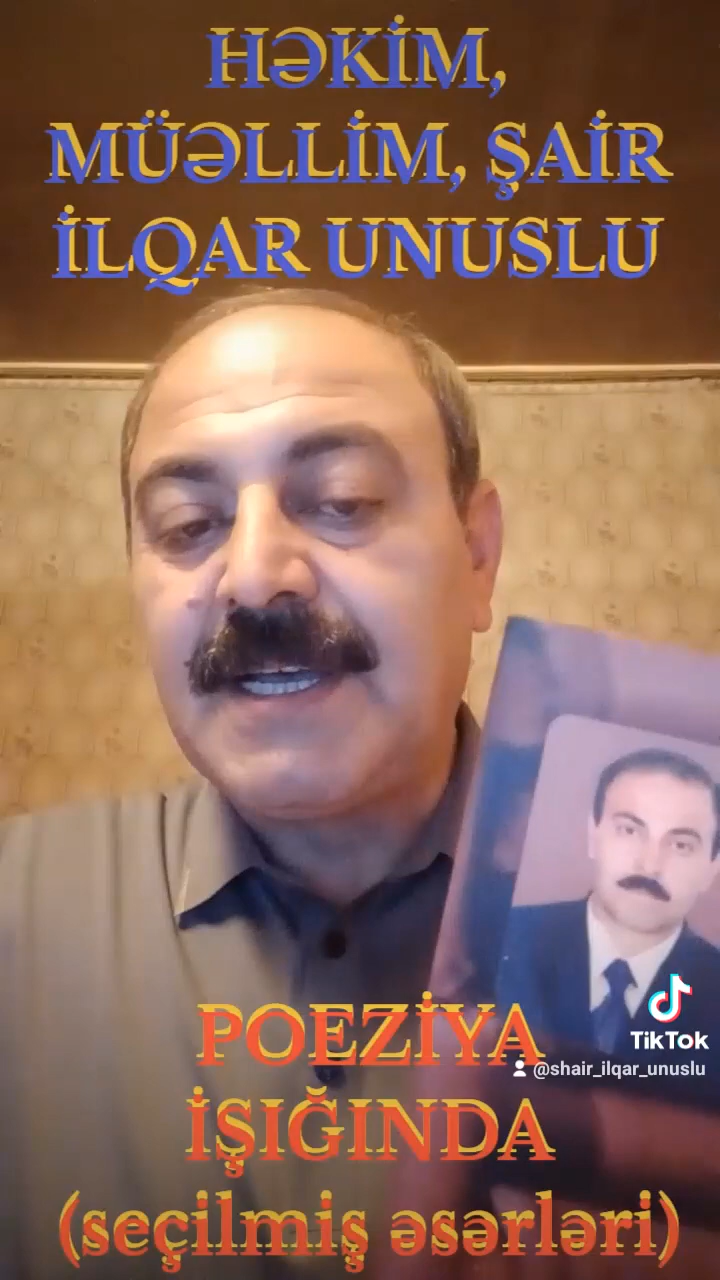 HƏKİM,
MÜƏLLİM, ŞAİR
İLQAR UNUSLU
TikTok
@shair_ilqar_unuslu
POEZİYA
İŞIĞINDA
(seçilmiş əsərləri)